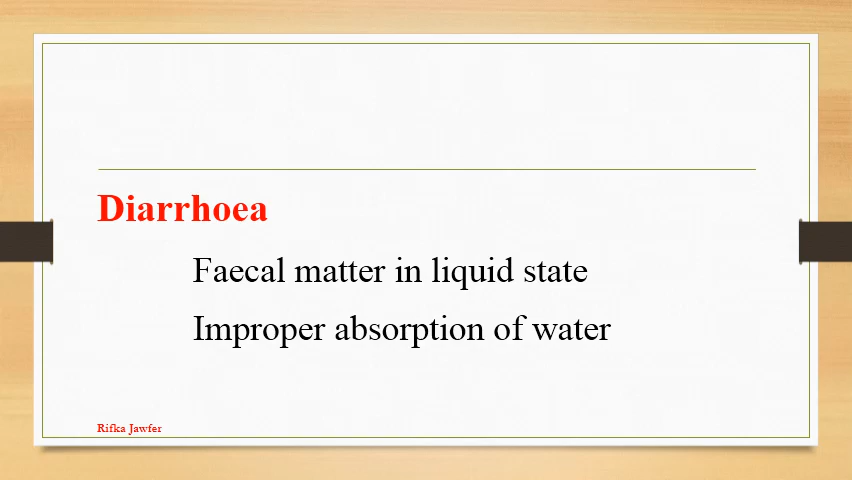 Diarrhoea
Faecal matter in liquid state
Improper absorption of water
Rifka Jawfer